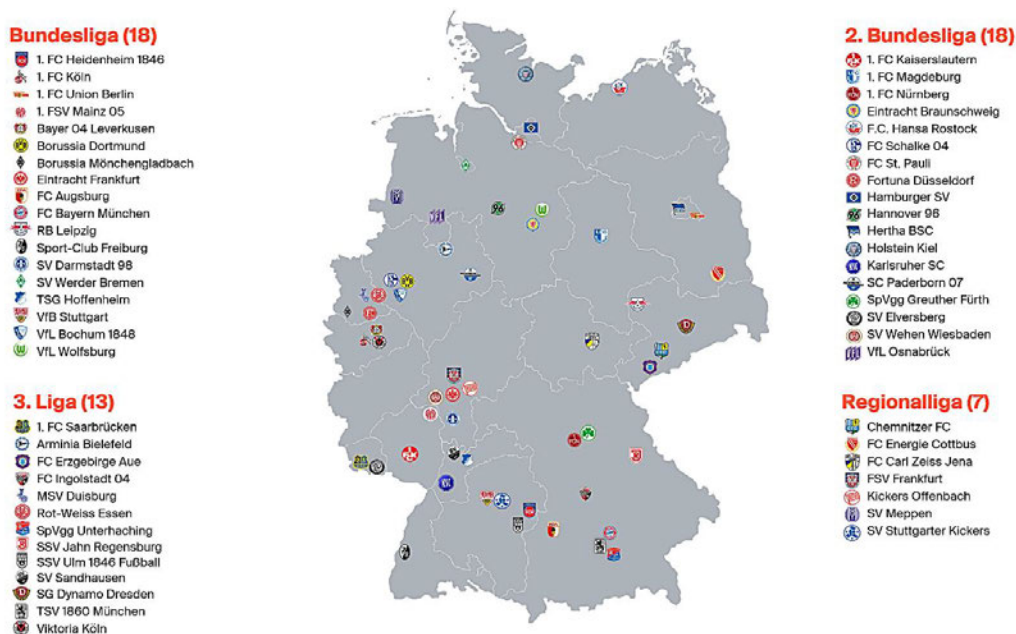 Bundesliga (18)
1. FC Heidenheim 1846
1. FC Köln
1. FC Union Berlin
1. FSV Mainz 05
Bayer 04 Leverkusen
Borussia Dortmund
Borussia Mönchengladbach
Eintracht Frankfurt
FC Augsburg
FC Bayern München
RB Leipzig
Sport-Club Freiburg
SV Darmstadt 98
SV Werder Bremen
TSG Hoffenheim
VfB Stuttgart
VfL Bochum 1848
VfL Wolfsburg
3. Liga (13)
1. FC Saarbrücken
Arminia Bielefeld
FC Erzgebirge Aue
FC Ingolstadt 04
MSV Duisburg
Rot-Weiss Essen
SpVgg Unterhaching
SSV Jahn Regensburg
SSV Ulm 1846 Fußball
SV Sandhausen
SG Dynamo Dresden
TSV 1860 München
Viktoria Köln
2. Bundesliga (18)
1. FC Kaiserslautern
1. FC Magdeburg
1. FC Nürnberg
Eintracht Braunschweig
F.C. Hansa Rostock
FC Schalke 04
FC St. Pauli
Fortuna Düsseldorf
Hamburger SV
Hannover 96
Hertha BSC
Holstein Kiel
Karlsruher SC
SC Paderborn 07
SpVgg Greuther Fürth
SV Elversberg
SV Wehen Wiesbaden
VfL Osnabrück
Regionalliga (7)
Chemnitzer FC
FC Energie Cottbus
FC Carl Zeiss Jena
FSV Frankfurt
Kickers Offenbach
SV Meppen
SV Stuttgarter Kickers